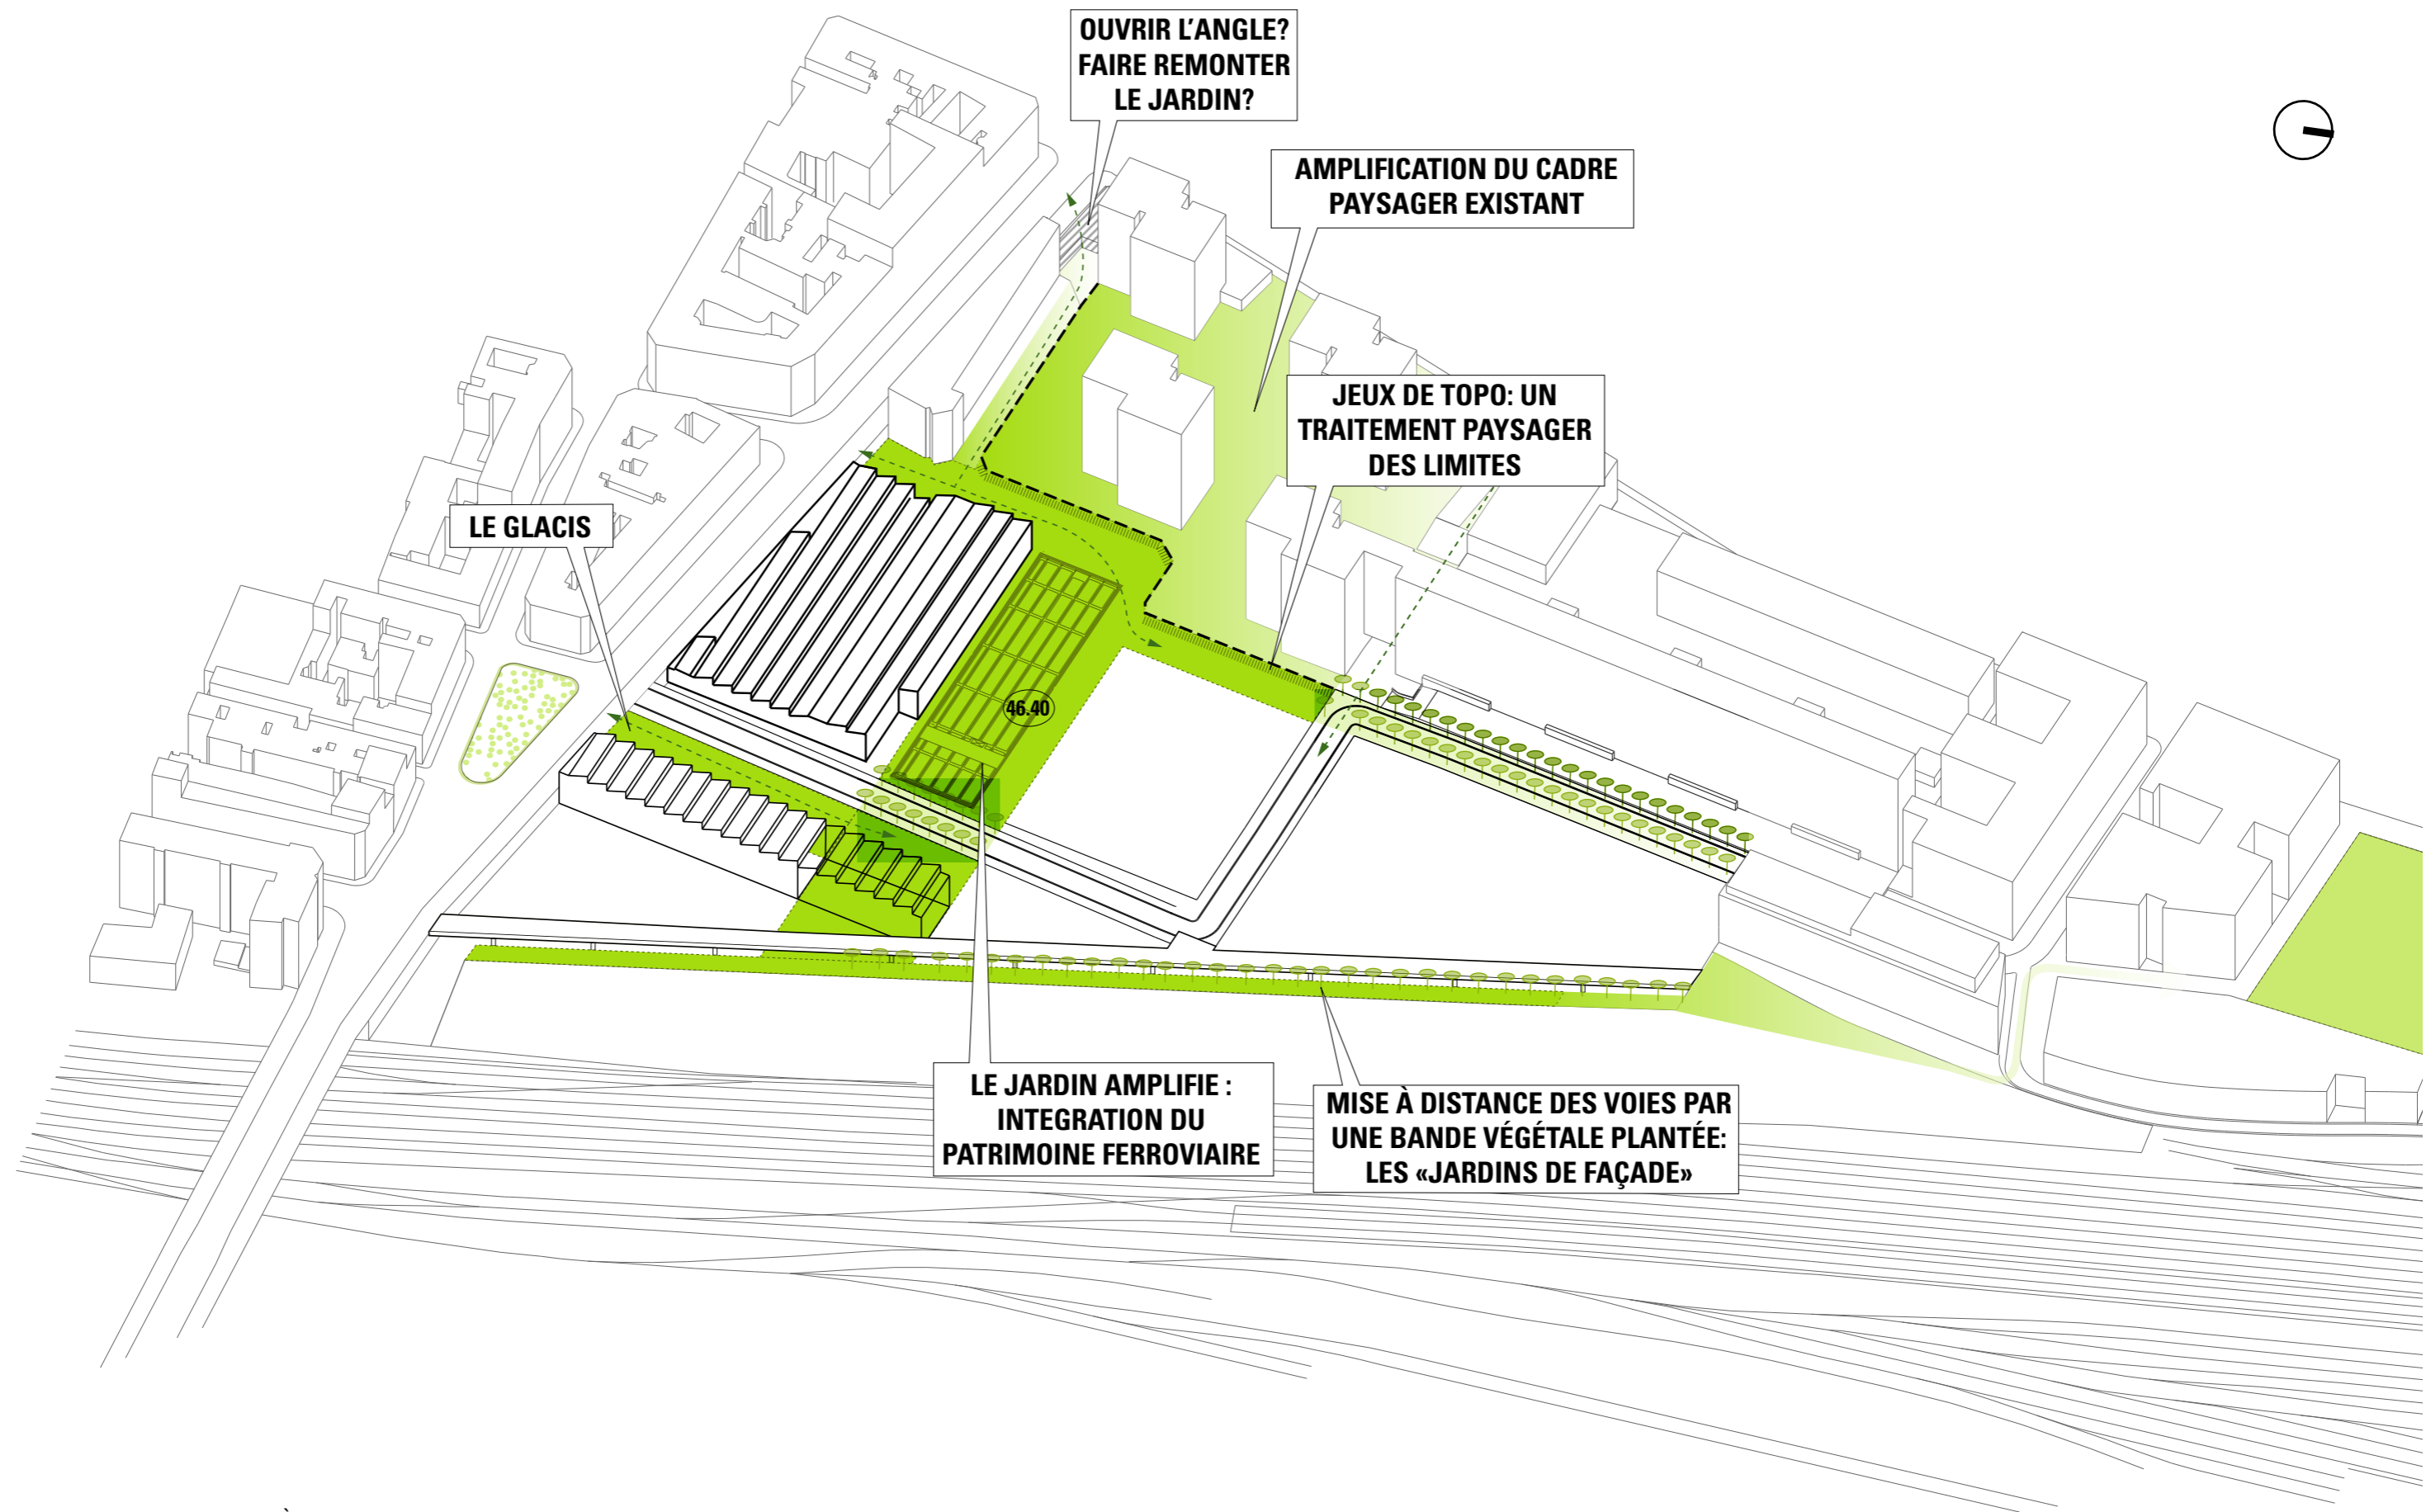 OUVRIR L'ANGLE?
FAIRE REMONTER
LE JARDIN?
AMPLIFICATION DU CADRE
PAYSAGER EXISTANT
JEUX DE TOPO: UN
TRAITEMENT PAYSAGER
DES LIMITES
LE GLACIS
46.40
LE JARDIN AMPLIFIE :
INTEGRATION DU
PATRIMOINE FERROVIAIRE
MISE À DISTANCE DES VOIES PAR
UNE BANDE VÉGÉTALE PLANTÉE:
LES «JARDINS DE FAÇADE»